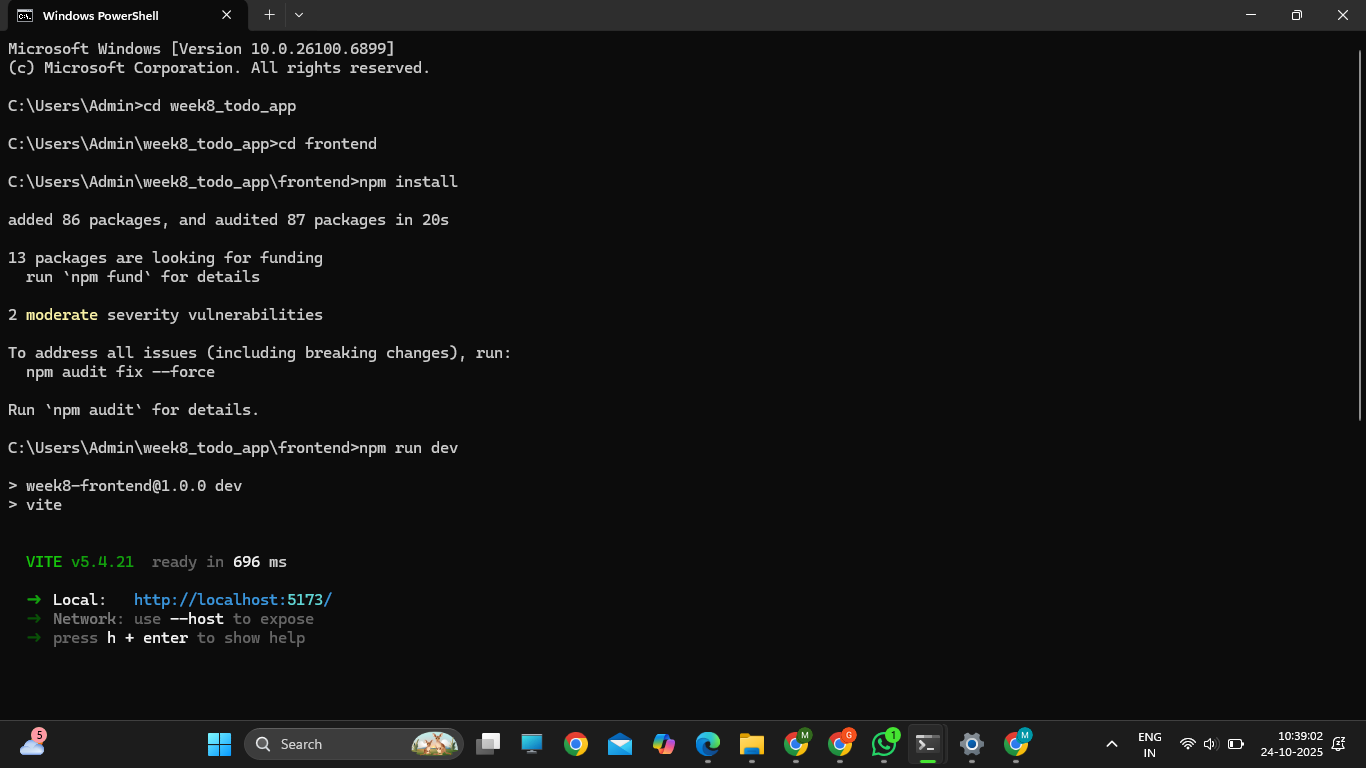 Windows PowerShell
Microsoft Windows [Version 10.0.26100.6899]
(c) Microsoft Corporation. All rights reserved.
C:\Users\Admin>cd week8_todo_app
C:\Users\Admin\week8_todo_app>cd frontend
C:\Users\Admin\week8_todo_app\frontend>npm install
added 86 packages, and audited 87 packages in 20s
13 packages are looking for funding
  run `npm fund` for details
2 moderate severity vulnerabilities
To address all issues (including breaking changes), run:
  npm audit fix --force
Run `npm audit` for details.
C:\Users\Admin\week8_todo_app\frontend>npm run dev
> week8-frontend@1.0.0 dev
> vite
  VITE v5.4.21  ready in 696 ms
  ➜  Local:   http://localhost:5173/
  ➜  Network: use --host to expose
  ➜  press h + enter to show help
5
Search
M
G
1
M
ENG
IN
10:39:02
24-10-2025